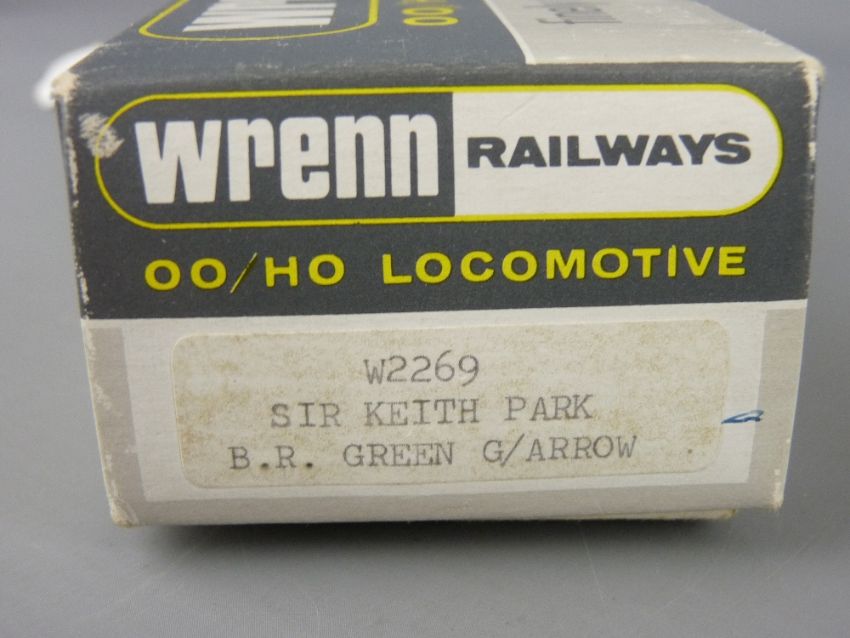 wrenn RAILWAYS
OO/HO LOCOMOTIVE
W2269
SIR KEITH PARK
B.R. GREEN G/ARROW